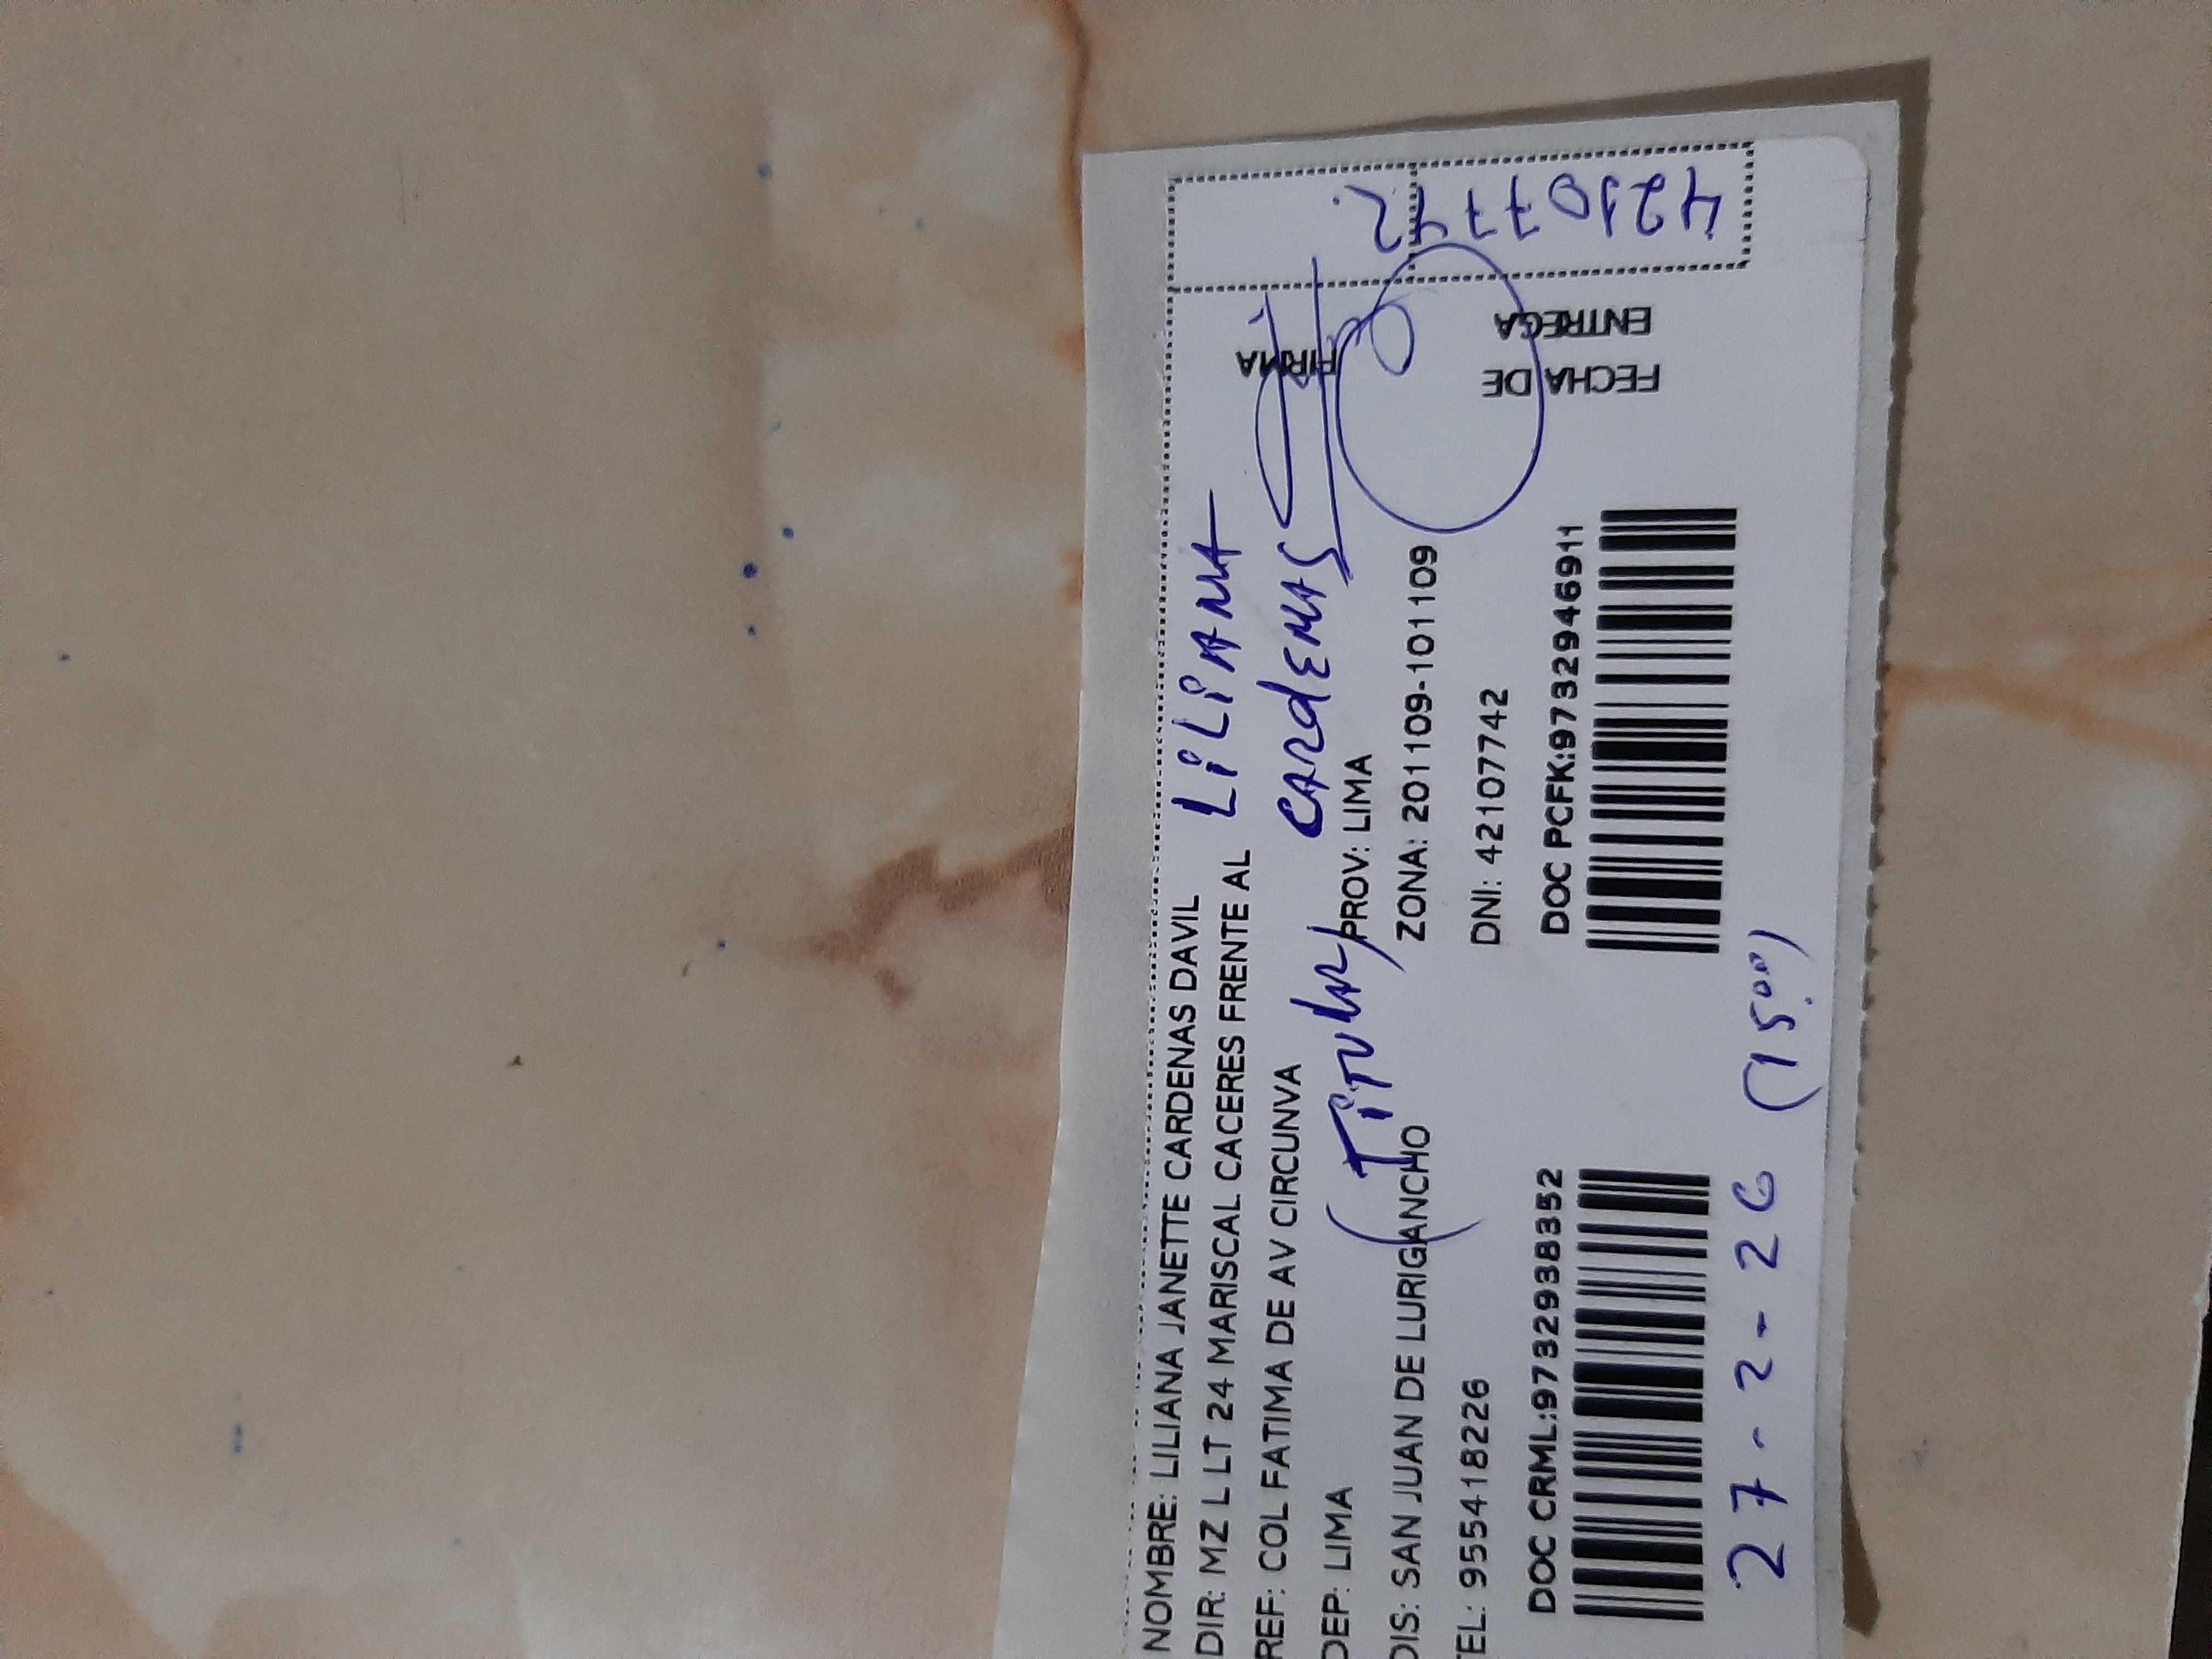 NOMBRE: LILIANA JANETTE CARDENAS DAVIL
DIR: MZ L LT 24 MARISCAL CACERES FRENTE AL
REF: COL FATIMA DE AV CIRCUNVA
DEP: LIMA PROV: LIMA
DIS: SAN JUAN DE LURIGANCHO ZONA: 201109-101109
TEL: 955418226 DNI: 42107742
DOC CRML:9732938352 DOC PCFK:9732946911
LILIANA
CARDENAS
(TITULAR)
27-2-26 (15:00)
FECHA DE
ENTREGA
FIRMA
42107742